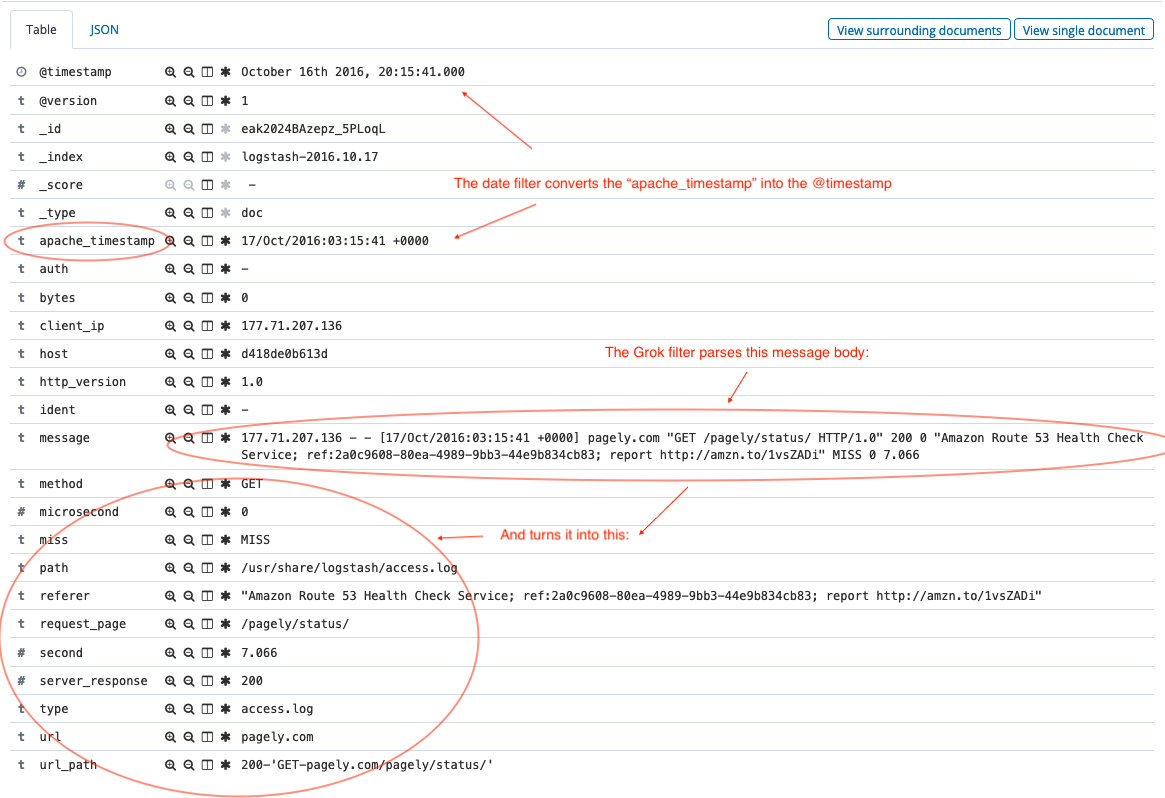 Table JSON View surrounding documents View single document
@timestamp October 16th 2016, 20:15:41.000
t @version 1
t _id eak2024BAzepz_5PLoqL
t _index logstash-2016.10.17
# _score –
The date filter converts the “apache_timestamp” into the @timestamp
t _type doc
t apache_timestamp 17/Oct/2016:03:15:41 +0000
t auth –
t bytes 0
t client_ip 177.71.207.136
t host d418de0b613d
The Grok filter parses this message body:
t http_version 1.0
t ident –
t message 177.71.207.136 – – [17/Oct/2016:03:15:41 +0000] pagely.com "GET /pagely/status/ HTTP/1.0" 200 0 "Amazon Route 53 Health Check
Service; ref:2a0c9608-80ea-4989-9bb3-44e9b834cb83; report http://amzn.to/1vsZADi" MISS 0 7.066
t method GET
# microsecond 0
And turns it into this:
t miss MISS
t path /usr/share/logstash/access.log
t referer "Amazon Route 53 Health Check Service; ref:2a0c9608-80ea-4989-9bb3-44e9b834cb83; report http://amzn.to/1vsZADi"
t request_page /pagely/status/
# second 7.066
# server_response 200
t type access.log
t url pagely.com
t url_path 200-'GET-pagely.com/pagely/status/'